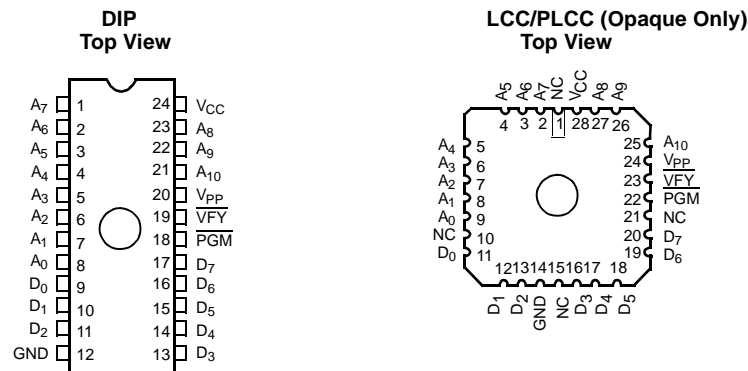 DIP
Top View
A7 1 24 VCC
A6 2 23 A8
A5 3 22 A9
A4 4 21 A10
A3 5 20 VPP
A2 6 19 VFY
A1 7 18 PGM
A0 8 17 D7
D0 9 16 D6
D1 10 15 D5
D2 11 14 D4
GND 12 13 D3
LCC/PLCC (Opaque Only)
Top View
A5 A6 A7 NC VCC A8 A9
4 3 2 1 28 27 26
A4 5 25 A10
A3 6 24 VPP
A2 7 23 VFY
A1 8 22 PGM
A0 9 21 NC
NC 10 20 D7
D0 11 19 D6
12 13 14 15 16 17 18
D1 D2 GND NC D3 D4 D5